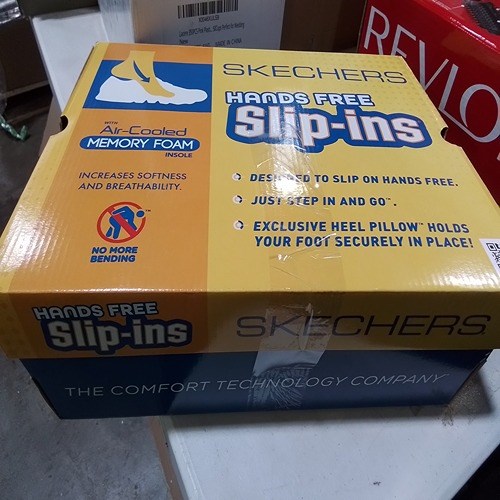 SKECHERS
HANDS FREE
Slip-ins
WITH
Air-Cooled
MEMORY FOAM
INSOLE
INCREASES SOFTNESS
AND BREATHABILITY.
NO MORE
BENDING
DESIGNED TO SLIP ON HANDS FREE.
JUST STEP IN AND GO™.
EXCLUSIVE HEEL PILLOW™ HOLDS
YOUR FOOT SECURELY IN PLACE!
HANDS FREE
Slip-ins
SKECHERS
THE COMFORT TECHNOLOGY COMPANY
REVLO